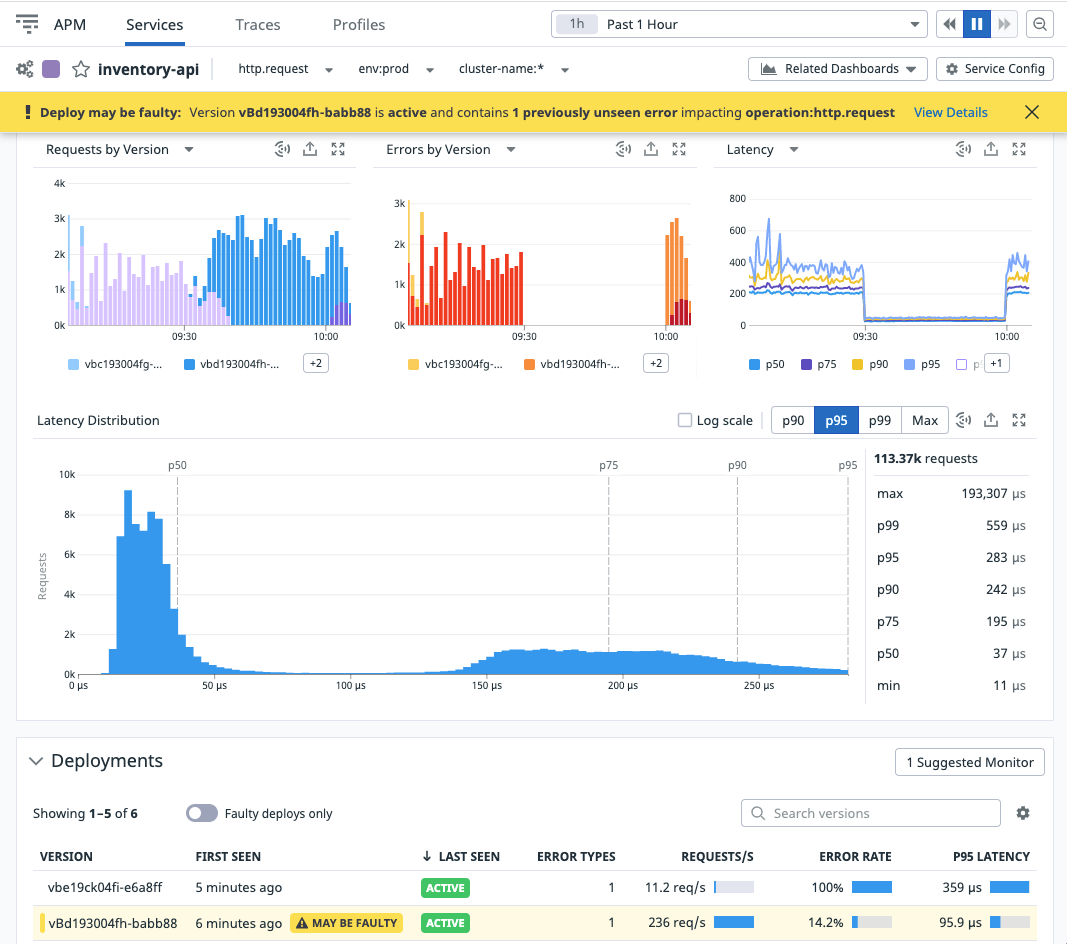 APM Services Traces Profiles 1h Past 1 Hour
inventory-api http.request env:prod cluster-name:* Related Dashboards Service Config
! Deploy may be faulty: Version vBd193004fh-babb88 is active and contains 1 previously unseen error impacting operation:http.request View Details
Requests by Version
4k
3k
2k
1k
0k
09:30 10:00
vbc193004fg-... vbd193004fh-... +2
Errors by Version
3k
2k
1k
0k
09:30 10:00
vbc193004fg-... vbd193004fh-... +2
Latency
800
600
400
200
0
09:30 10:00
p50 p75 p90 p95 +1
Latency Distribution Log scale p90 p95 p99 Max
p50 p75 p90 p95
Requests
10k
8k
6k
4k
2k
0k
0 µs 50 µs 100 µs 150 µs 200 µs 250 µs
113.37k requests
max 193,307 µs
p99 559 µs
p95 283 µs
p90 242 µs
p75 195 µs
p50 37 µs
min 11 µs
Deployments 1 Suggested Monitor
Showing 1–5 of 6 Faulty deploys only Search versions
VERSION FIRST SEEN LAST SEEN ERROR TYPES REQUESTS/S ERROR RATE P95 LATENCY
vbe19ck04fi-e6a8ff 5 minutes ago ACTIVE 1 11.2 req/s 100% 359 µs
vBd193004fh-babb88 6 minutes ago MAY BE FAULTY ACTIVE 1 236 req/s 14.2% 95.9 µs